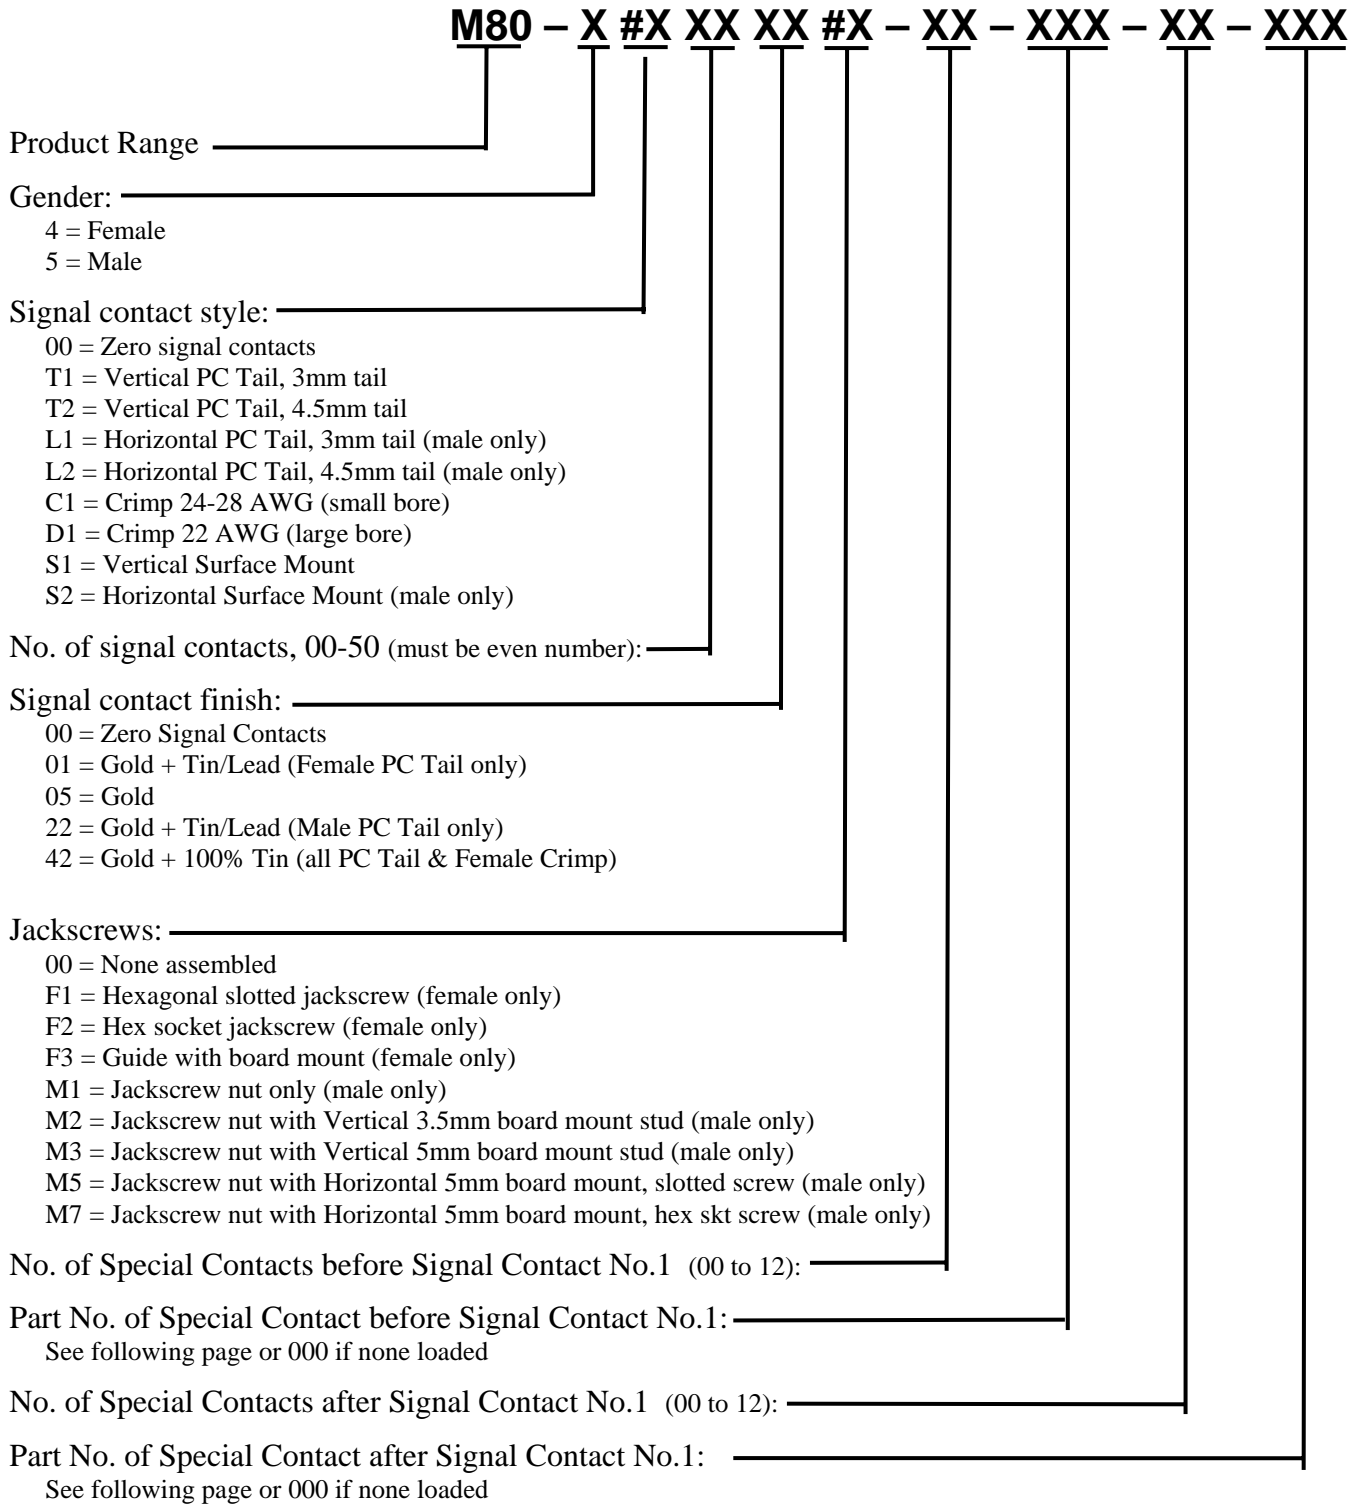 M80 – X #X XX XX #X – XX – XXX – XX – XXX
Product Range
Gender:
4 = Female
5 = Male
Signal contact style:
00 = Zero signal contacts
T1 = Vertical PC Tail, 3mm tail
T2 = Vertical PC Tail, 4.5mm tail
L1 = Horizontal PC Tail, 3mm tail (male only)
L2 = Horizontal PC Tail, 4.5mm tail (male only)
C1 = Crimp 24-28 AWG (small bore)
D1 = Crimp 22 AWG (large bore)
S1 = Vertical Surface Mount
S2 = Horizontal Surface Mount (male only)
No. of signal contacts, 00-50 (must be even number):
Signal contact finish:
00 = Zero Signal Contacts
01 = Gold + Tin/Lead (Female PC Tail only)
05 = Gold
22 = Gold + Tin/Lead (Male PC Tail only)
42 = Gold + 100% Tin (all PC Tail & Female Crimp)
Jackscrews:
00 = None assembled
F1 = Hexagonal slotted jackscrew (female only)
F2 = Hex socket jackscrew (female only)
F3 = Guide with board mount (female only)
M1 = Jackscrew nut only (male only)
M2 = Jackscrew nut with Vertical 3.5mm board mount stud (male only)
M3 = Jackscrew nut with Vertical 5mm board mount stud (male only)
M5 = Jackscrew nut with Horizontal 5mm board mount, slotted screw (male only)
M7 = Jackscrew nut with Horizontal 5mm board mount, hex skt screw (male only)
No. of Special Contacts before Signal Contact No.1 (00 to 12):
Part No. of Special Contact before Signal Contact No.1:
See following page or 000 if none loaded
No. of Special Contacts after Signal Contact No.1 (00 to 12):
Part No. of Special Contact after Signal Contact No.1:
See following page or 000 if none loaded